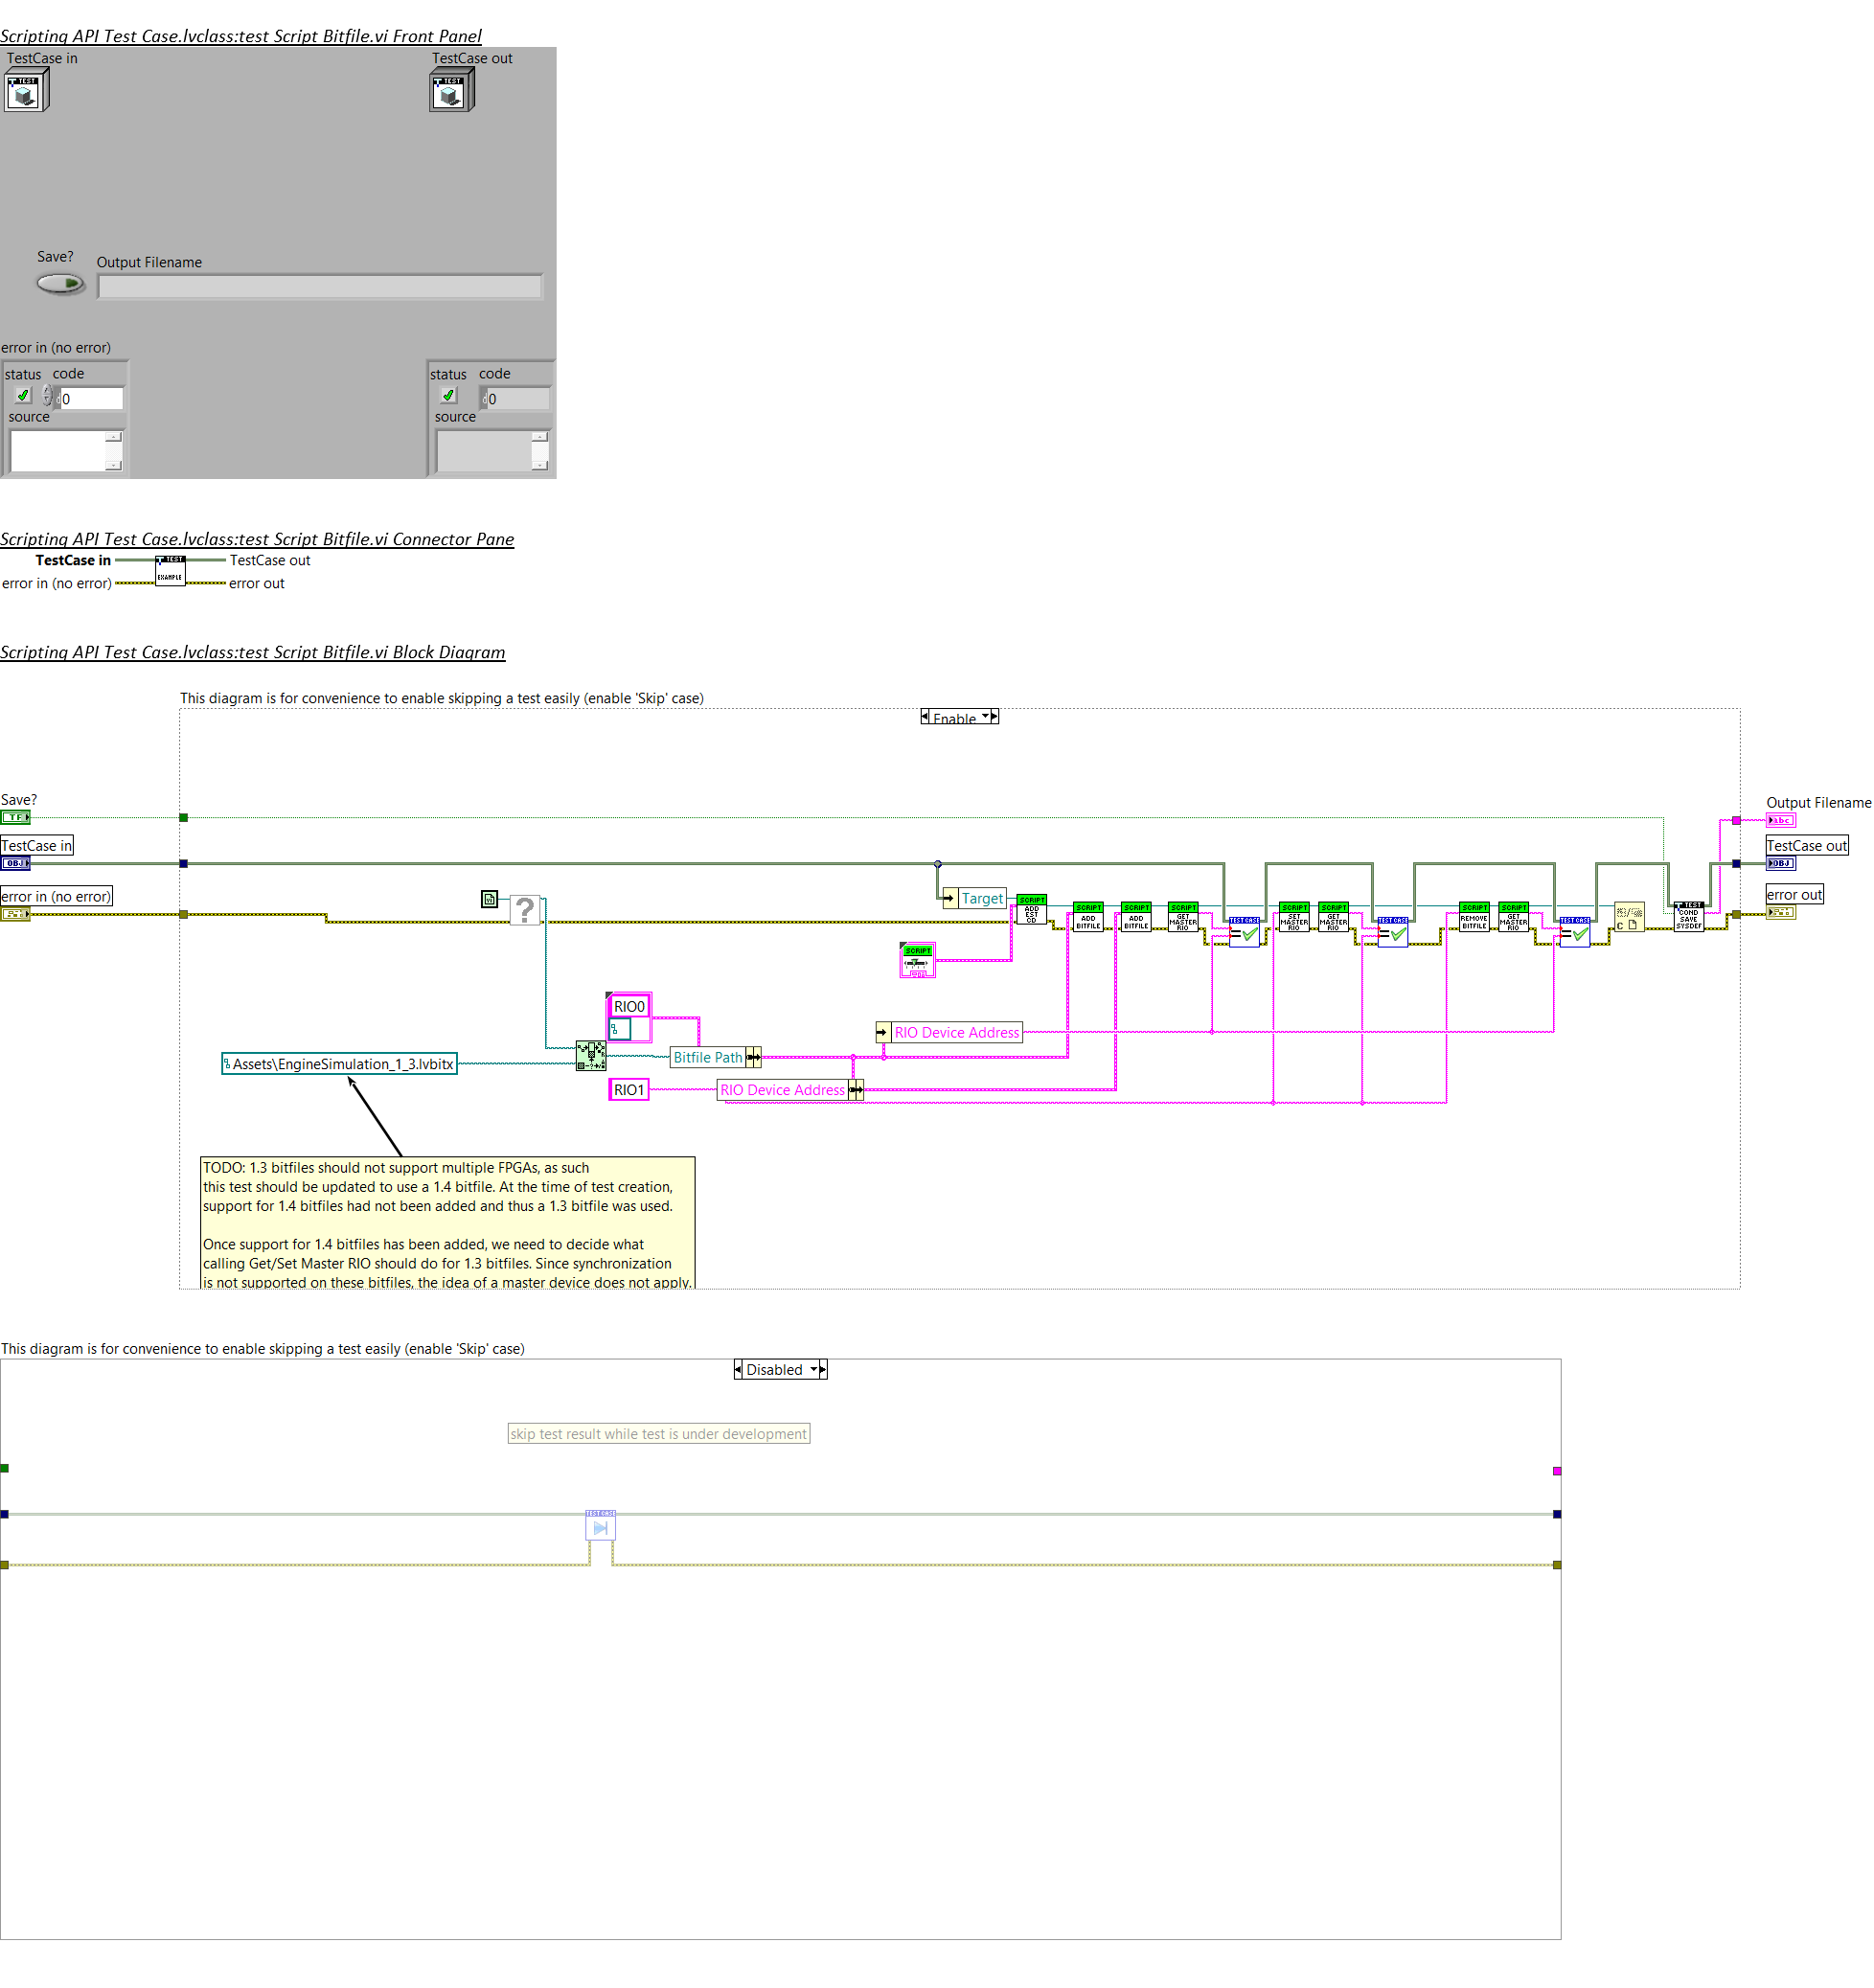 Scripting API Test Case.lvclass:test Script Bitfile.vi Front Panel
TestCase in
TestCase out
TEST
TEST
Save?
Output Filename
error in (no error)
status code
0
source
status code
0
source
Scripting API Test Case.lvclass:test Script Bitfile.vi Connector Pane
TestCase in
TEST
EXAMPLE
TestCase out
error in (no error)
error out
Scripting API Test Case.lvclass:test Script Bitfile.vi Block Diagram
This diagram is for convenience to enable skipping a test easily (enable 'Skip' case)
Enable
Save?
TF
TestCase in
OBJ
error in (no error)
Output Filename
abc
TestCase out
OBJ
error out
Target
SCRIPT
ADD
EST
CD
SCRIPT
ADD
BITFILE
SCRIPT
ADD
BITFILE
SCRIPT
GET
MASTER
RIO
TESTCASE
=
SCRIPT
SET
MASTER
RIO
SCRIPT
GET
MASTER
RIO
TESTCASE
=
SCRIPT
REMOVE
BITFILE
SCRIPT
GET
MASTER
RIO
TESTCASE
=
C
TEST
COND
SAVE
SYSDEF
?
SCRIPT
RIO0
RIO Device Address
Bitfile Path
Assets\EngineSimulation_1_3.lvbitx
RIO1
RIO Device Address
TODO: 1.3 bitfiles should not support multiple FPGAs, as such
this test should be updated to use a 1.4 bitfile. At the time of test creation,
support for 1.4 bitfiles had not been added and thus a 1.3 bitfile was used.
Once support for 1.4 bitfiles has been added, we need to decide what
calling Get/Set Master RIO should do for 1.3 bitfiles. Since synchronization
is not supported on these bitfiles, the idea of a master device does not apply.
This diagram is for convenience to enable skipping a test easily (enable 'Skip' case)
Disabled
skip test result while test is under development
TESTCASE